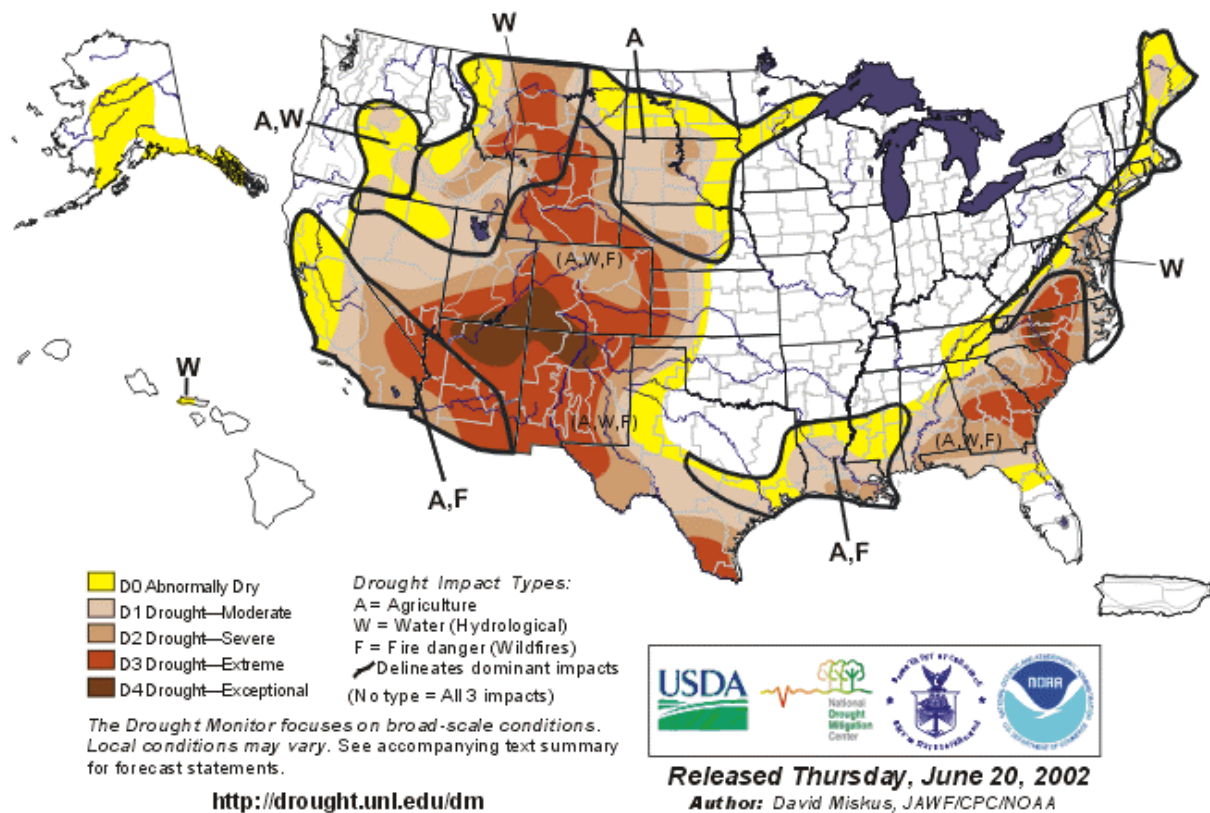 W
A
A,W
(A,W,F)
W
W
(A,W,F)
(A,W,F)
A,F
A,F
D0 Abnormally Dry
D1 Drought—Moderate
D2 Drought—Severe
D3 Drought—Extreme
D4 Drought—Exceptional
Drought Impact Types:
A = Agriculture
W = Water (Hydrological)
F = Fire danger (Wildfires)
Delineates dominant impacts
(No type = All 3 impacts)
The Drought Monitor focuses on broad-scale conditions.
Local conditions may vary. See accompanying text summary
for forecast statements.
http://drought.unl.edu/dm
USDA
National
Drought
Mitigation
Center
NOAA
Released Thursday, June 20, 2002
Author: David Miskus, JAWF/CPC/NOAA